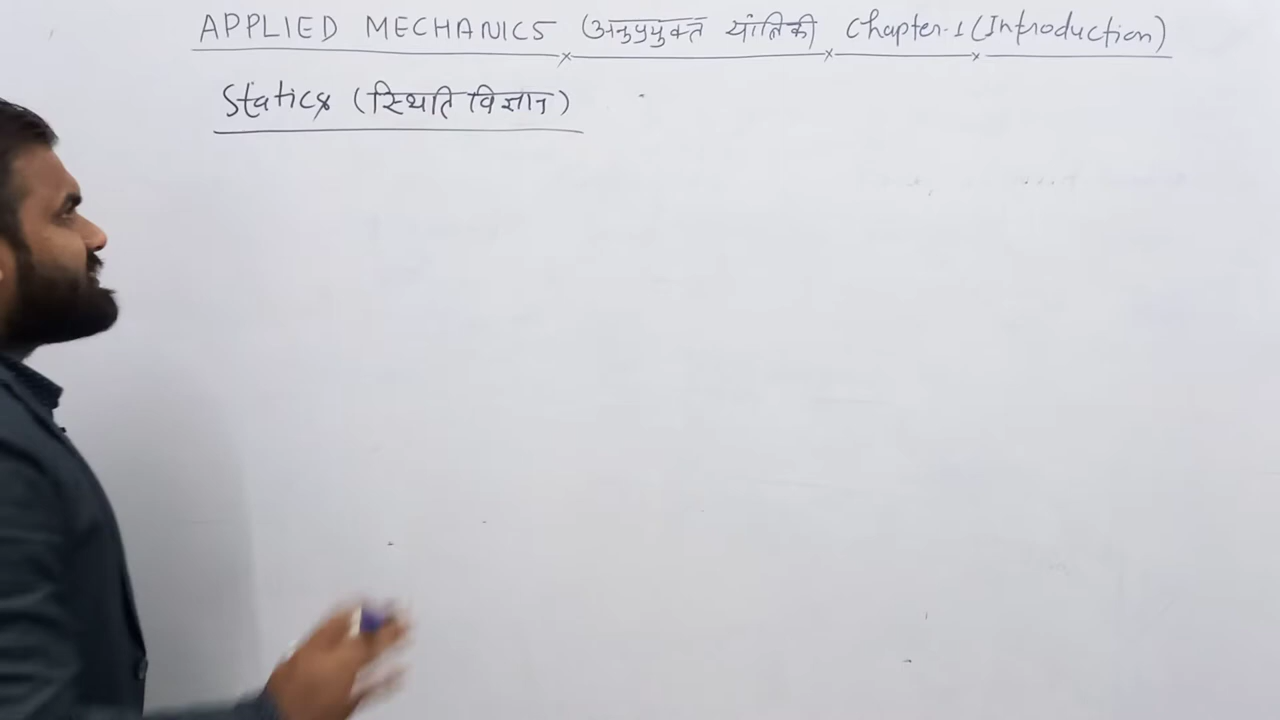 APPLIED MECHANICS (अनुप्रयुक्त यांत्रिकी) Chapter-1 (Introduction)
Statics (स्थिति विज्ञान)